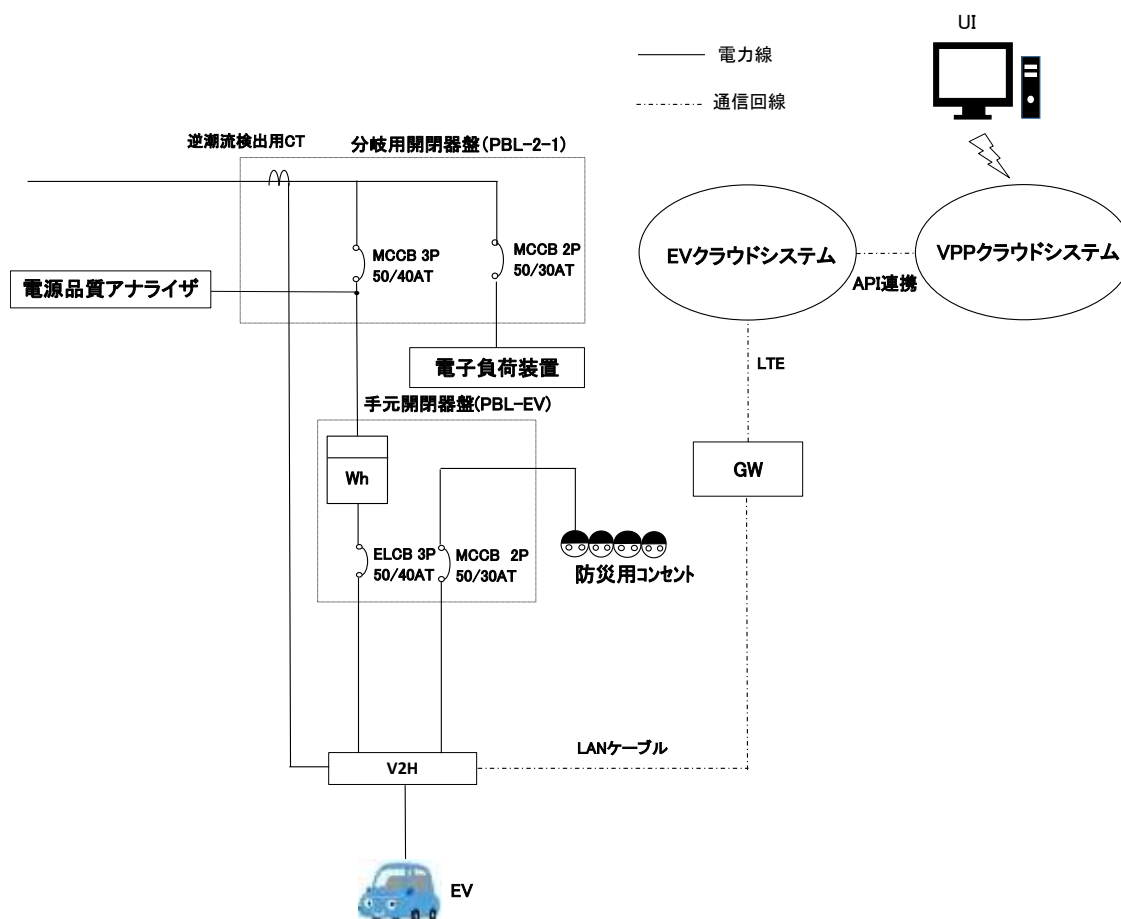 UI
電力線
通信回線
逆潮流検出用CT
分岐用開閉器盤(PBL-2-1)
MCCB 3P
50/40AT
MCCB 2P
50/30AT
EVクラウドシステム
VPPクラウドシステム
API連携
電源品質アナライザ
電子負荷装置
LTE
手元開閉器盤(PBL-EV)
Wh
GW
ELCB 3P
50/40AT
MCCB 2P
50/30AT
防災用コンセント
LANケーブル
V2H
EV